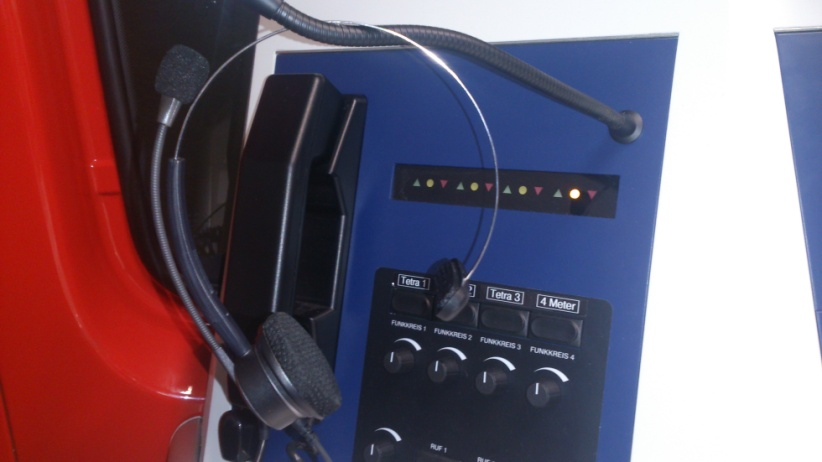 Tetra 1
Tetra 3
4 Meter
FUNKKREIS 1
FUNKKREIS 2
FUNKKREIS 3
FUNKKREIS 4
RUF 1